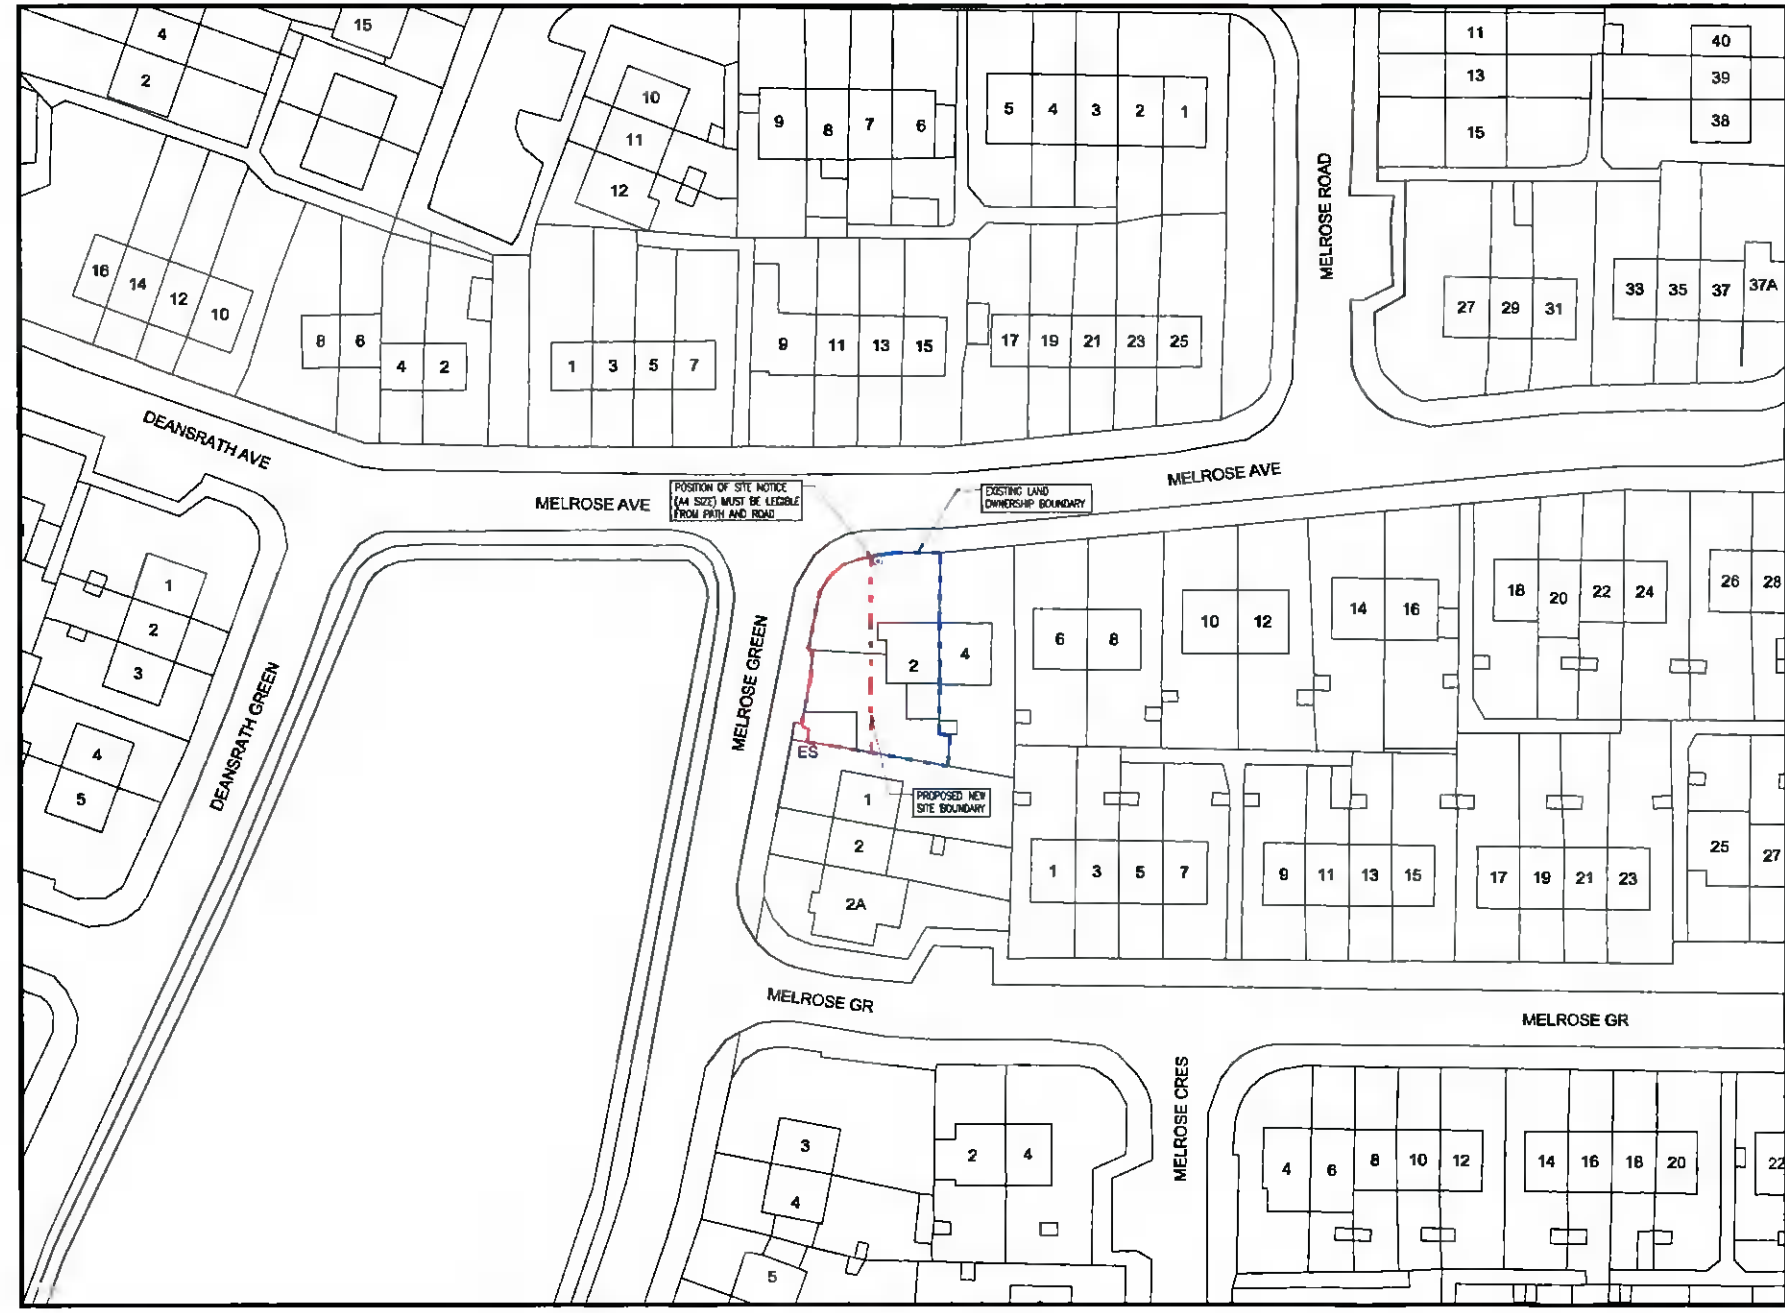 4
2
15
10
11
12
9 8 7 6
5 4 3 2 1
11
13
15
40
39
38
MELROSE ROAD
16 14 12 10
8 6 4 2
1 3 5 7
9 11 13 15
17 19 21 23 25
27 29 31
33 35 37 37A
DEANSRATH AVE
MELROSE AVE
POSITION OF SITE NOTICE
(A4 SIZE) MUST BE LEGIBLE
FROM PATH AND ROAD
EXISTING LAND
OWNERSHIP BOUNDARY
MELROSE AVE
1
2
3
4
5
DEANSRATH GREEN
MELROSE GREEN
2 4
6 8
10 12
14 16
18 20 22 24
26 28
ES
PROPOSED NEW
SITE BOUNDARY
1
2
2A
1 3 5 7
9 11 13 15
17 19 21 23
25 27
MELROSE GR
MELROSE GR
MELROSE CRES
3
4
5
2 4
4 6 8 10 12
14 16 18 20
22